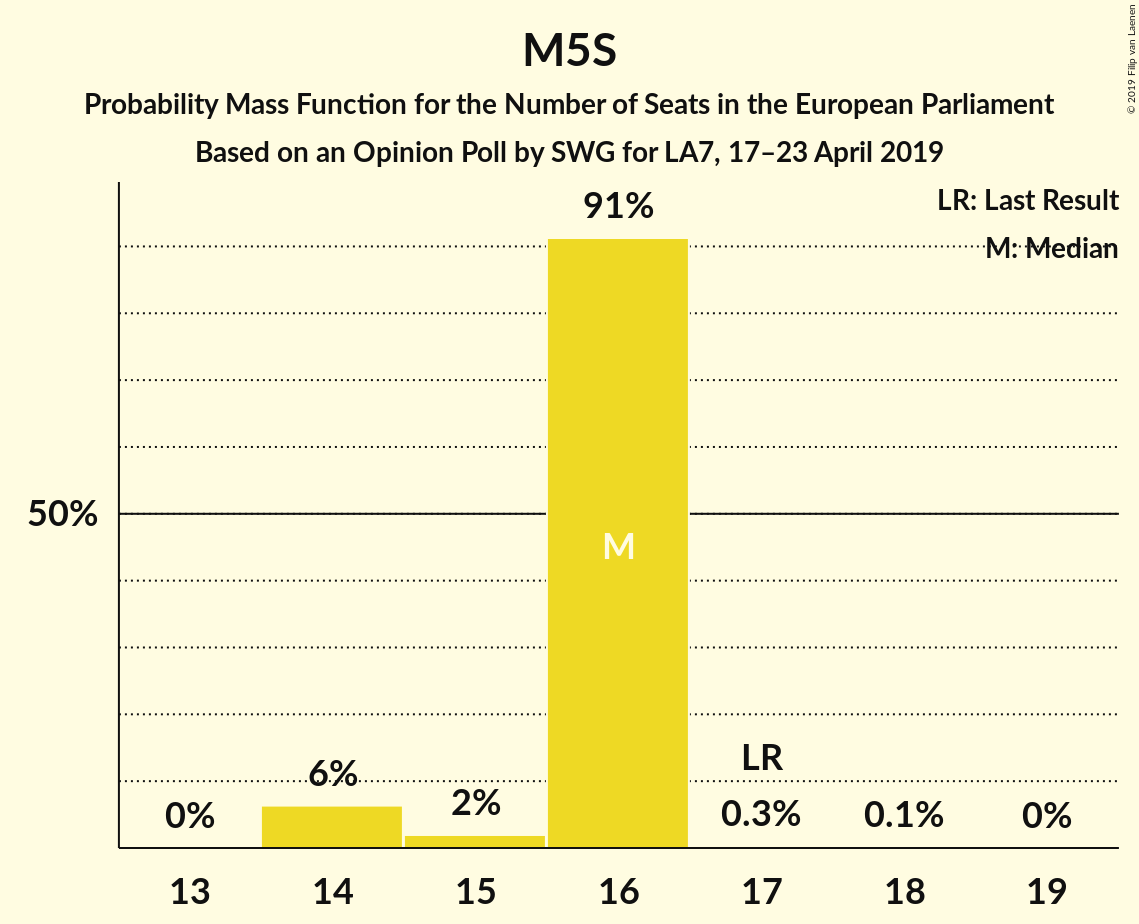 M5S
Probability Mass Function for the Number of Seats in the European Parliament
Based on an Opinion Poll by SWG for LA7, 17–23 April 2019
© 2019 Filip van Laenen
LR: Last Result
M: Median
91%
50%
M
LR
6%
2%
0%
0.3%
0.1%
0%
13 14 15 16 17 18 19